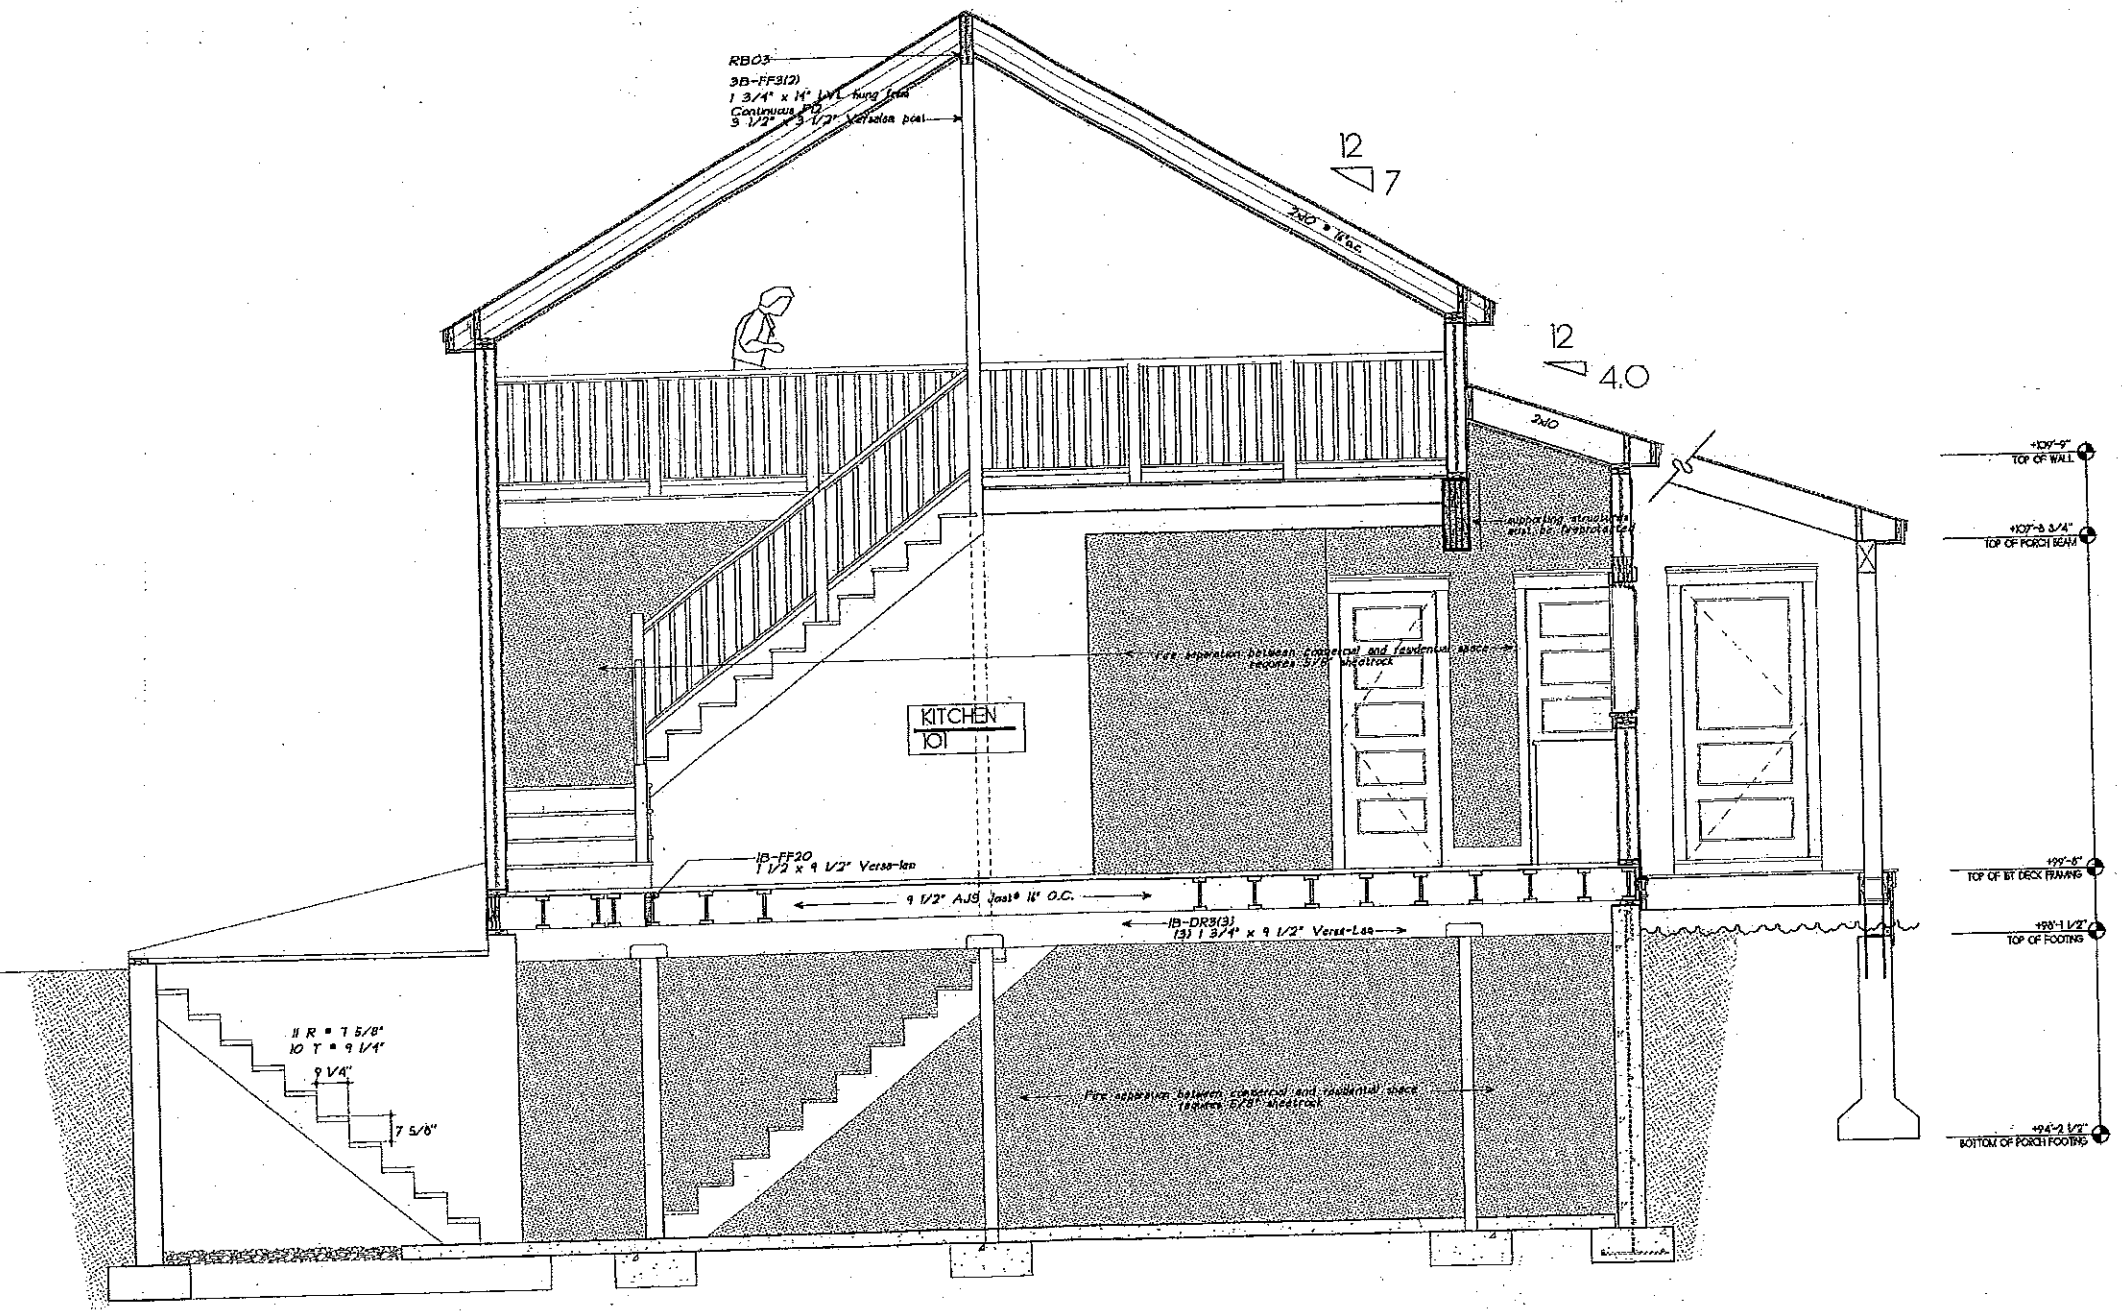 RB03
3B-FF3(2)
1 3/4" x 14" LVL hung from
Continuous
3 1/2" x 3 1/2" Versalam post
12
7
2x10 @ 16" o.c.
12
4.0
2x10
+109'-9"
TOP OF WALL
+107'-8 3/4"
TOP OF PORCH BEAM
supporting structures
must be fireprotected
Fire separation between commercial and residential space
requires 5/8" sheetrock
KITCHEN
101
1B-FF20
1 1/2 x 9 1/2" Versa-lam
9 1/2" AJS Joist @ 16" O.C.
1B-DR3(3)
(3) 1 3/4" x 9 1/2" Versa-Lam
+99'-8"
TOP OF 1ST DECK FRAMING
+98'-1 1/2"
TOP OF FOOTING
11 R @ 7 5/8"
10 T @ 9 1/4"
9 1/4"
7 5/8"
Fire separation between commercial and residential space
requires 5/8" sheetrock
+94'-2 1/2"
BOTTOM OF PORCH FOOTING